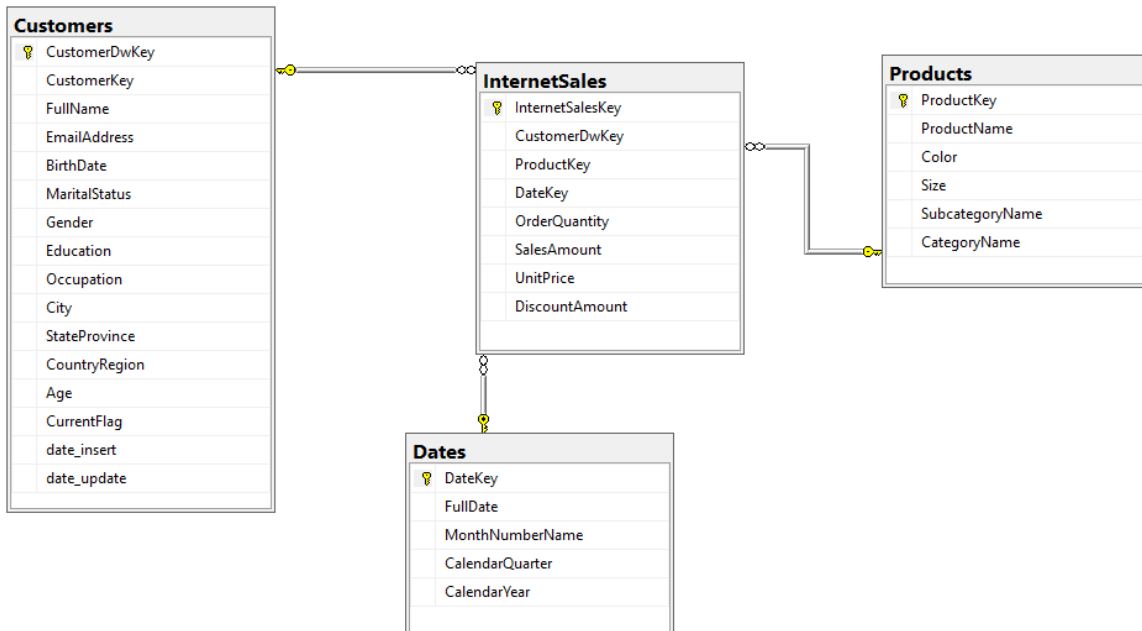 Customers
CustomerDwKey
CustomerKey
FullName
EmailAddress
BirthDate
MaritalStatus
Gender
Education
Occupation
City
StateProvince
CountryRegion
Age
CurrentFlag
date_insert
date_update
InternetSales
InternetSalesKey
CustomerDwKey
ProductKey
DateKey
OrderQuantity
SalesAmount
UnitPrice
DiscountAmount
Products
ProductKey
ProductName
Color
Size
SubcategoryName
CategoryName
Dates
DateKey
FullDate
MonthNumberName
CalendarQuarter
CalendarYear